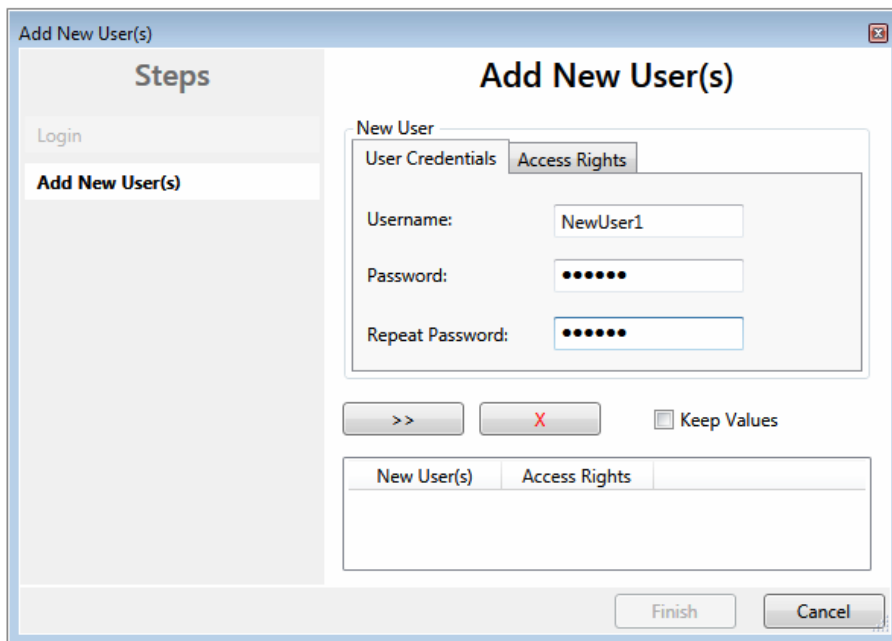 Add New User(s)
Steps
Login
Add New User(s)
Add New User(s)
New User
User Credentials
Access Rights
Username:
NewUser1
Password:
●●●●●●
Repeat Password:
●●●●●●
>>
X
Keep Values
New User(s)
Access Rights
Finish
Cancel